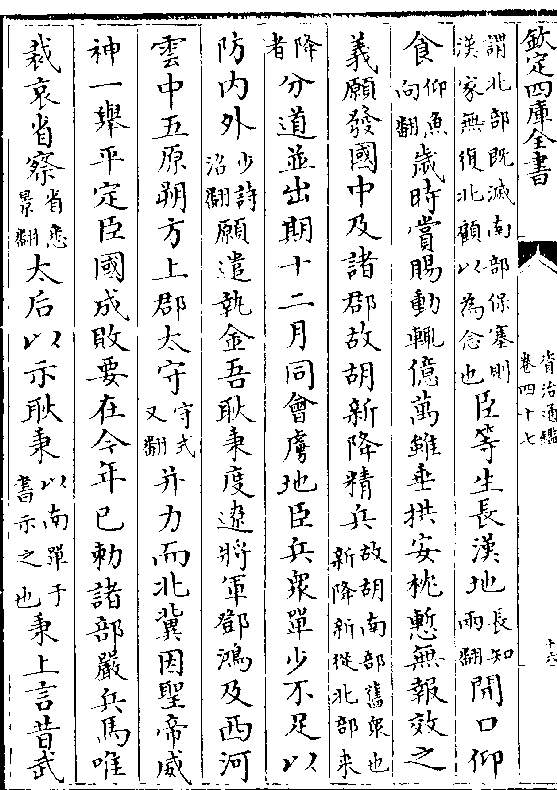 欽定四庫全書
資治通鑑
卷四十七
十六
謂北部既滅南部保塞則
漢家無復北顧以為念也臣等生長漢地長知
兩翻開口仰
食仰魚
向翻歲時賞賜動輒億萬雖垂拱安枕慙無報效之
義願發國中及諸郡故胡新降精兵故胡南部舊衆也
新降新從北部来
降
者分道並出期十二月同會虜地臣兵衆單少不足以
防内外少詩
沼翻願遣執金吾耿秉度遼將軍鄧鴻及西河
雲中五原朔方上郡太守守式
又翻并力而北冀因聖帝威
神一舉平定臣國成敗要在今年已勅諸部嚴兵馬唯
裁哀省察省悉
景翻太后以示耿秉以南單于
書示之也秉上言昔武